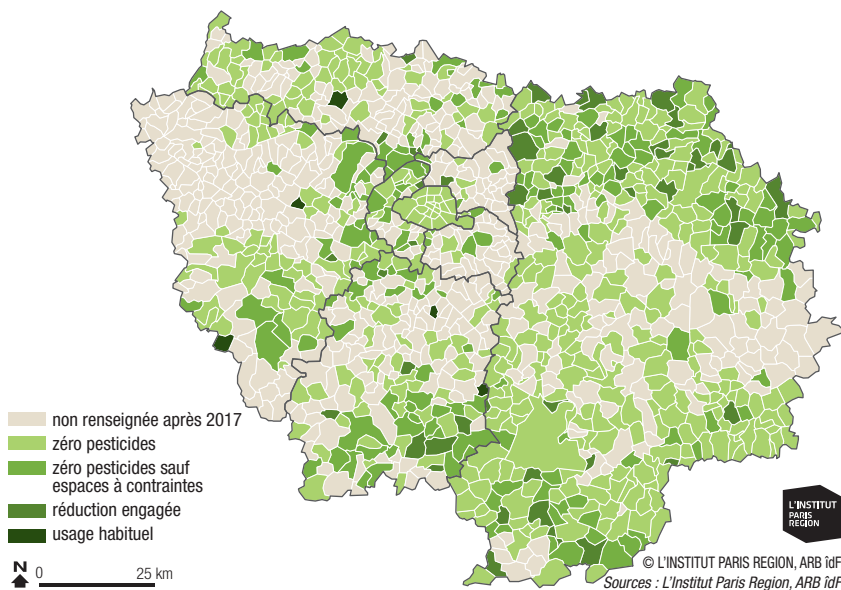 non renseignée après 2017
zéro pesticides
zéro pesticides sauf
espaces à contraintes
réduction engagée
usage habituel
N
0 25 km
L'INSTITUT
PARIS
REGION
© L'INSTITUT PARIS REGION, ARB îdF
Sources : L'Institut Paris Region, ARB îdF